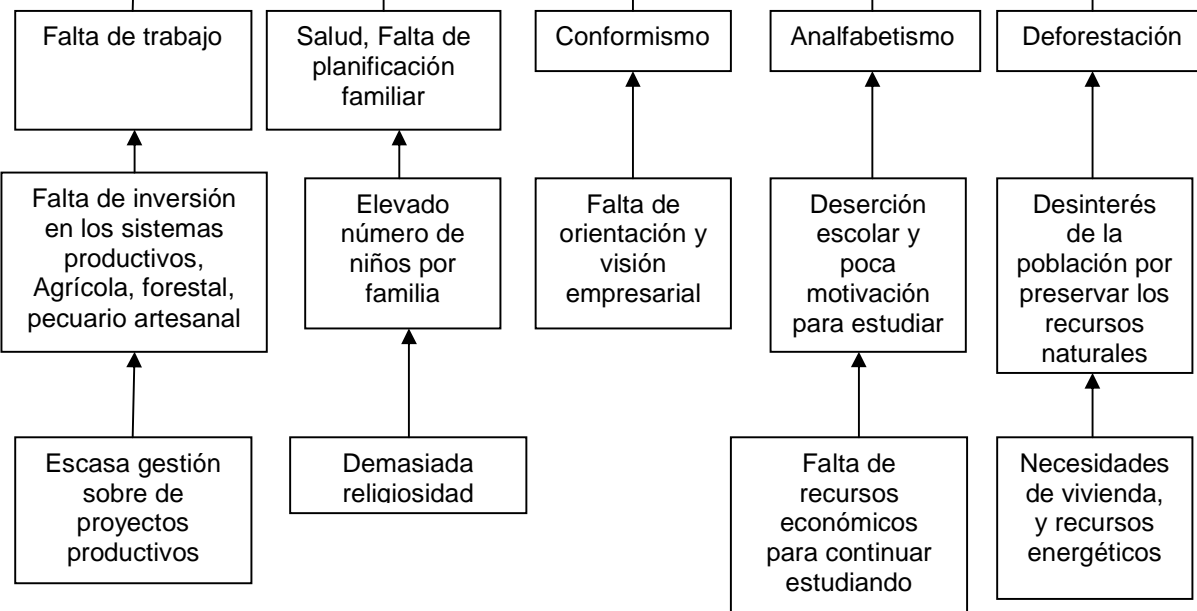 Falta de trabajo
Salud, Falta de
planificación
familiar
Conformismo
Analfabetismo
Deforestación
Falta de inversión
en los sistemas
productivos,
Agrícola, forestal,
pecuario artesanal
Elevado
número de
niños por
familia
Falta de
orientación y
visión
empresarial
Deserción
escolar y
poca
motivación
para estudiar
Desinterés
de la
población por
preservar los
recursos
naturales
Escasa gestión
sobre de
proyectos
productivos
Demasiada
religiosidad
Falta de
recursos
económicos
para continuar
estudiando
Necesidades
de vivienda,
y recursos
energéticos